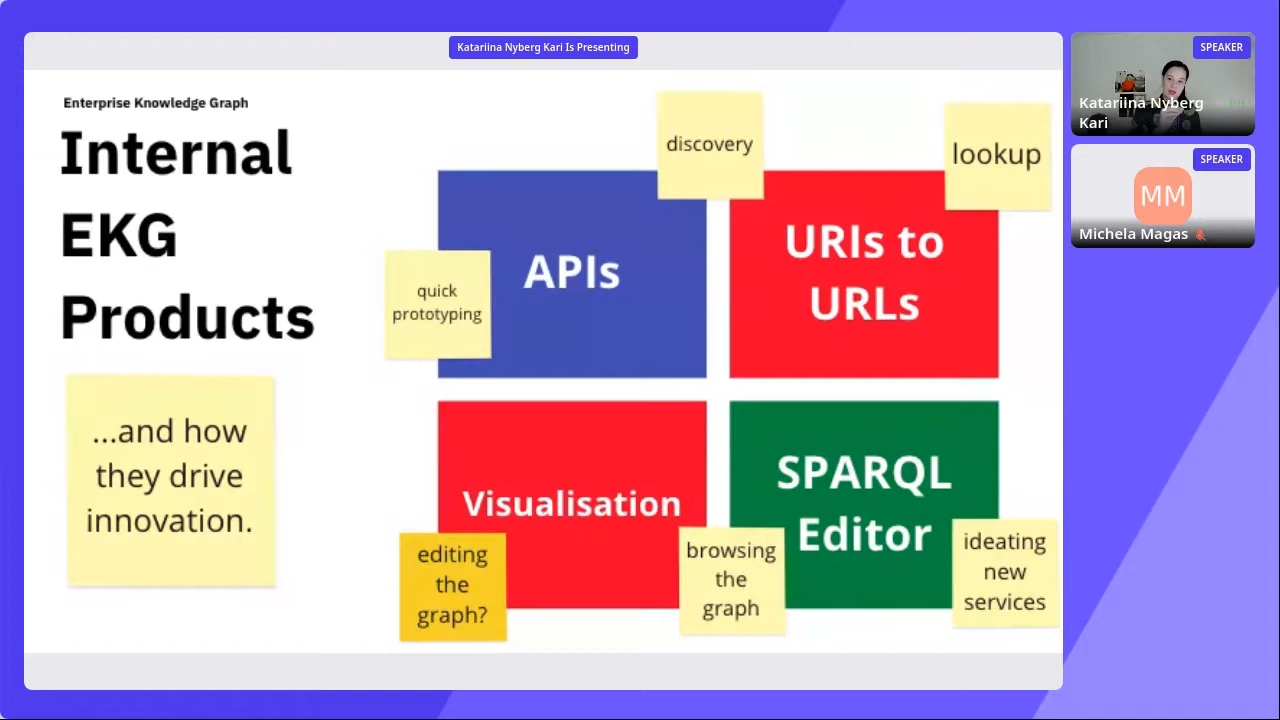 Katariina Nyberg Kari Is Presenting
Enterprise Knowledge Graph
Internal
EKG
Products
...and how
they drive
innovation.
discovery
lookup
APIs
quick
prototyping
URIs to
URLs
Visualisation
editing
the
graph?
browsing
the
graph
SPARQL
Editor
ideating
new
services
SPEAKER
Katariina Nyberg
Kari
SPEAKER
MM
Michela Magas